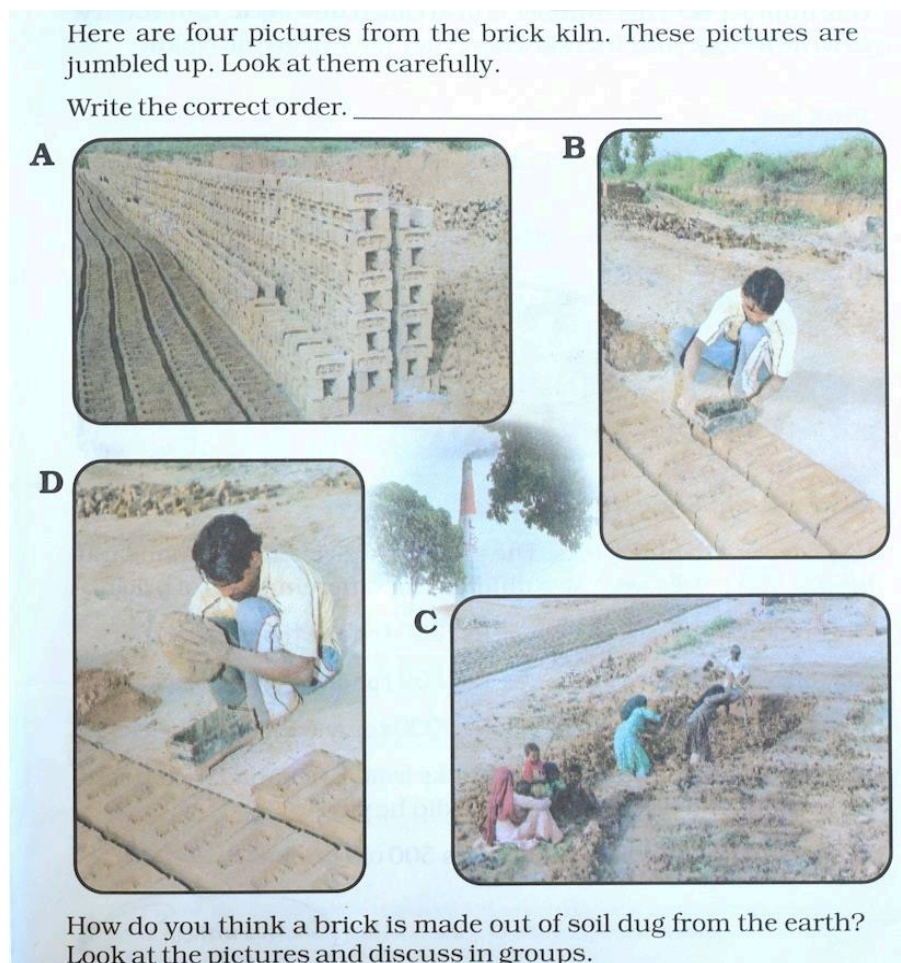 Here are four pictures from the brick kiln. These pictures are
jumbled up. Look at them carefully.
Write the correct order.
A
B
D
C
How do you think a brick is made out of soil dug from the earth?
Look at the pictures and discuss in groups.